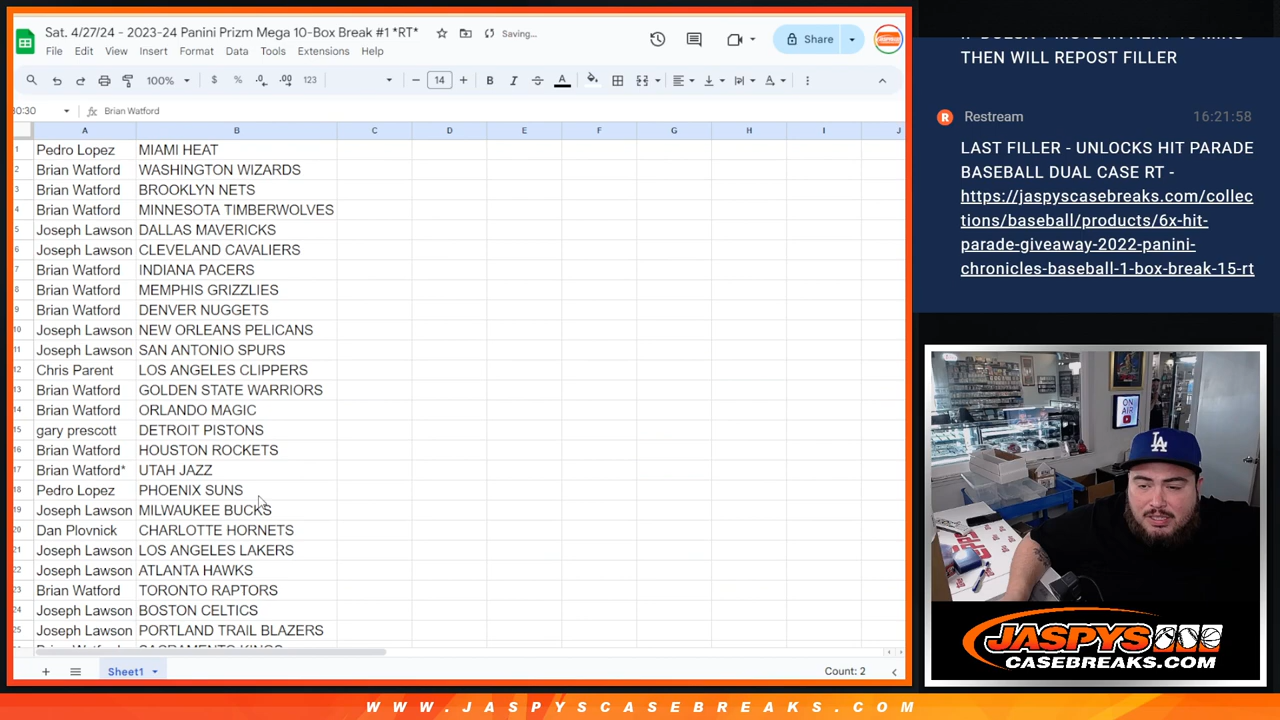 Sat. 4/27/24 - 2023-24 Panini Prizm Mega 10-Box Break #1 *RT*
Saving...
File Edit View Insert Format Data Tools Extensions Help
Share
100% $ % .0 .00 123 14 B I A
30:30 fx Brian Watford
A B C D E F G H I J
1 Pedro Lopez MIAMI HEAT
2 Brian Watford WASHINGTON WIZARDS
3 Brian Watford BROOKLYN NETS
4 Brian Watford MINNESOTA TIMBERWOLVES
5 Joseph Lawson DALLAS MAVERICKS
6 Joseph Lawson CLEVELAND CAVALIERS
7 Brian Watford INDIANA PACERS
8 Brian Watford MEMPHIS GRIZZLIES
9 Brian Watford DENVER NUGGETS
10 Joseph Lawson NEW ORLEANS PELICANS
11 Joseph Lawson SAN ANTONIO SPURS
12 Chris Parent LOS ANGELES CLIPPERS
13 Brian Watford GOLDEN STATE WARRIORS
14 Brian Watford ORLANDO MAGIC
15 gary prescott DETROIT PISTONS
16 Brian Watford HOUSTON ROCKETS
17 Brian Watford* UTAH JAZZ
18 Pedro Lopez PHOENIX SUNS
19 Joseph Lawson MILWAUKEE BUCKS
20 Dan Plovnick CHARLOTTE HORNETS
21 Joseph Lawson LOS ANGELES LAKERS
22 Joseph Lawson ATLANTA HAWKS
23 Brian Watford TORONTO RAPTORS
24 Joseph Lawson BOSTON CELTICS
25 Joseph Lawson PORTLAND TRAIL BLAZERS
Sheet1
Count: 2
THEN WILL REPOST FILLER
Restream 16:21:58
LAST FILLER - UNLOCKS HIT PARADE
BASEBALL DUAL CASE RT -
https://jaspyscasebreaks.com/collec
tions/baseball/products/6x-hit-
parade-giveaway-2022-panini-
chronicles-baseball-1-box-break-15-rt
ON
AIR
LA
JASPYS
CASEBREAKS.COM
WWW.JASPYSCASEBREAKS.COM